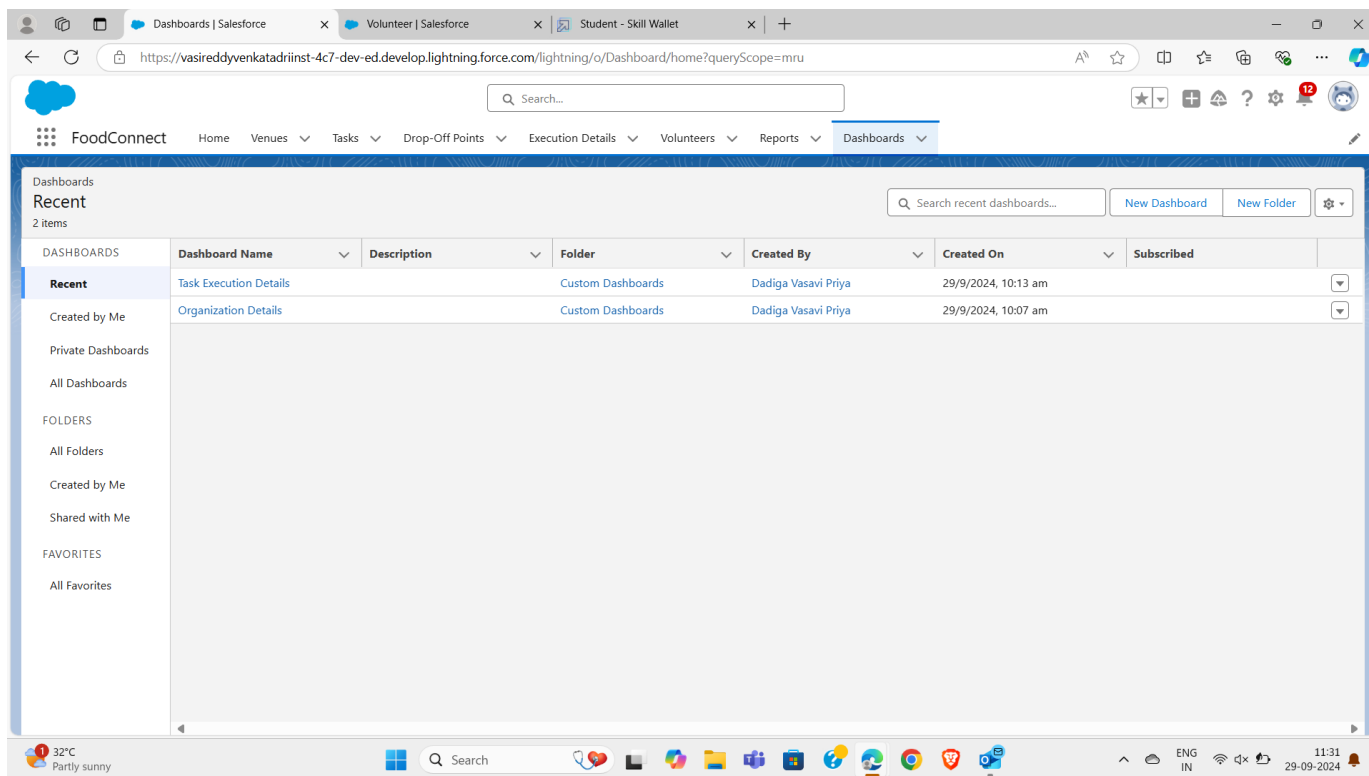 Dashboards | Salesforce
Volunteer | Salesforce
Student - Skill Wallet
https://vasireddyvenkatadriinst-4c7-dev-ed.develop.lightning.force.com/lightning/o/Dashboard/home?queryScope=mru
Search...
12
FoodConnect
Home Venues Tasks Drop-Off Points Execution Details Volunteers Reports Dashboards
Dashboards
Recent
2 items
Search recent dashboards...
New Dashboard
New Folder
DASHBOARDS
Recent
Created by Me
Private Dashboards
All Dashboards
FOLDERS
All Folders
Created by Me
Shared with Me
FAVORITES
All Favorites
Dashboard Name Description Folder Created By Created On Subscribed
Task Execution Details Custom Dashboards Dadiga Vasavi Priya 29/9/2024, 10:13 am
Organization Details Custom Dashboards Dadiga Vasavi Priya 29/9/2024, 10:07 am
1
32°C
Partly sunny
Search
ENG
IN
11:31
29-09-2024